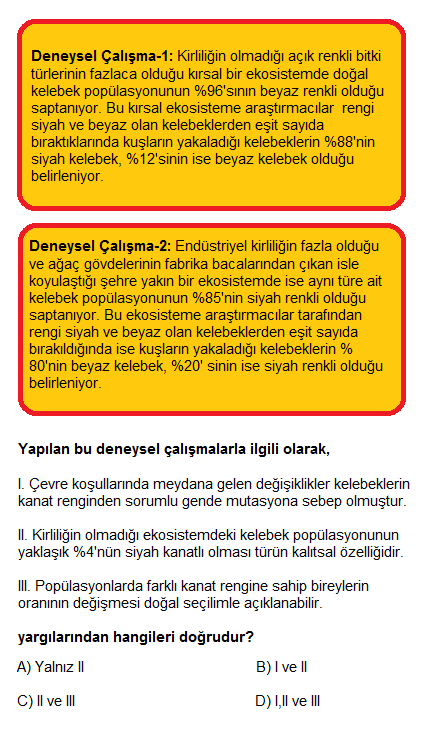 Deneysel Çalışma-1: Kirliliğin olmadığı açık renkli bitki
türlerinin fazlaca olduğu kırsal bir ekosistemde doğal
kelebek popülasyonunun %96'sının beyaz renkli olduğu
saptanıyor. Bu kırsal ekosisteme araştırmacılar rengi
siyah ve beyaz olan kelebeklerden eşit sayıda
bıraktıklarında kuşların yakaladığı kelebeklerin %88'nin
siyah kelebek, %12'sinin ise beyaz kelebek olduğu
belirleniyor.
Deneysel Çalışma-2: Endüstriyel kirliliğin fazla olduğu
ve ağaç gövdelerinin fabrika bacalarından çıkan isle
koyulaştığı şehre yakın bir ekosistemde ise aynı türe ait
kelebek popülasyonunun %85'nin siyah renkli olduğu
saptanıyor. Bu ekosisteme araştırmacılar tarafından
rengi siyah ve beyaz olan kelebeklerden eşit sayıda
bırakıldığında ise kuşların yakaladığı kelebeklerin %
80'nin beyaz kelebek, %20' sinin ise siyah renkli olduğu
belirleniyor.
Yapılan bu deneysel çalışmalarla ilgili olarak,
I. Çevre koşullarında meydana gelen değişiklikler kelebeklerin
kanat renginden sorumlu gende mutasyona sebep olmuştur.
II. Kirliliğin olmadığı ekosistemdeki kelebek popülasyonunun
yaklaşık %4'nün siyah kanatlı olması türün kalıtsal özelliğidir.
III. Popülasyonlarda farklı kanat rengine sahip bireylerin
oranının değişmesi doğal seçilimle açıklanabilir.
yargılarından hangileri doğrudur?
A) Yalnız II B) I ve II
C) II ve III D) I,II ve III